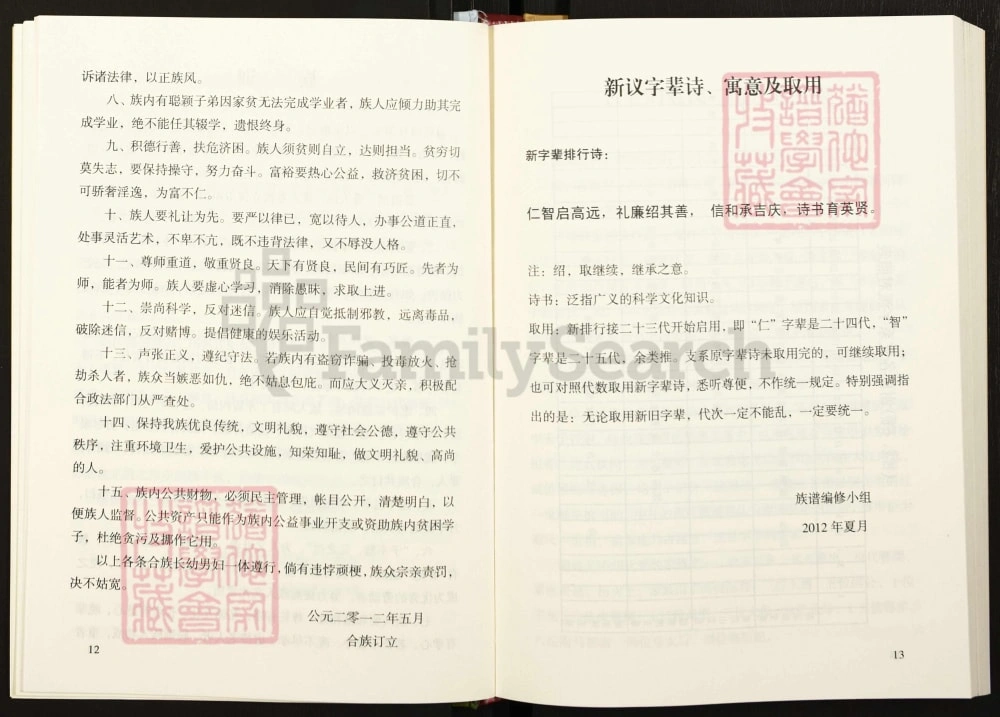 诉诸法律，以正族风。
八、族内有聪颖子弟因家贫无法完成学业者，族人应倾力助其完
成学业，绝不能任其辍学，遗恨终身。
九、积德行善，扶危济困。族人须贫则自立，达则担当。贫穷切
莫失志，要保持操守，努力奋斗。富裕要热心公益，救济贫困，切不
可骄奢淫逸，为富不仁。
十、族人要礼让为先。要严以律已，宽以待人，办事公道正直，
处事灵活艺术，不卑不亢，既不违背法律，又不辱没人格。
十一、尊师重道，敬重贤良。天下有贤良，民间有巧匠。先者为
师，能者为师。族人要虚心学习，消除愚昧，求取上进。
十二、崇尚科学，反对迷信。族人应自觉抵制邪教，远离毒品，
破除迷信，反对赌博。提倡健康的娱乐活动。
十三、声张正义，遵纪守法。若族内有盗窃诈骗、投毒放火、抢
劫杀人者，族众当嫉恶如仇，绝不姑息包庇。而应大义灭亲，积极配
合政法部门从严查处。
十四、保持我族优良传统，文明礼貌，遵守社会公德，遵守公共
秩序，注重环境卫生，爱护公共设施，知荣知耻，做文明礼貌、高尚
的人。
十五、族内公共财物，必须民主管理，帐目公开，清楚明白，以
便族人监督。公共资产只能作为族内公益事业开支或资助族内贫困学
子，杜绝贪污及挪作它用。
以上各条合族长幼男妇一体遵行，倘有违悖顽梗，族众宗亲责罚，
决不姑宽。
公元二零一二年五月
合族订立
12
新议字辈诗、寓意及取用
新字辈排行诗：
仁智启高远，礼廉绍其善， 信和承吉庆，诗书育英贤。
注：绍，取继续，继承之意。
诗书：泛指广义的科学文化知识。
取用：新排行接二十三代开始启用，即“仁”字辈是二十四代，“智”
字辈是二十五代，余类推。支系原字辈诗未取用完的，可继续取用；
也可对照代数取用新字辈诗，悉听尊便，不作统一规定。特别强调指
出的是：无论取用新旧字辈，代次一定不能乱，一定要统一。
族谱编修小组
2012 年夏月
13
FamilySearch
犹他家
谱学会
收藏
犹他家
谱学会
收藏